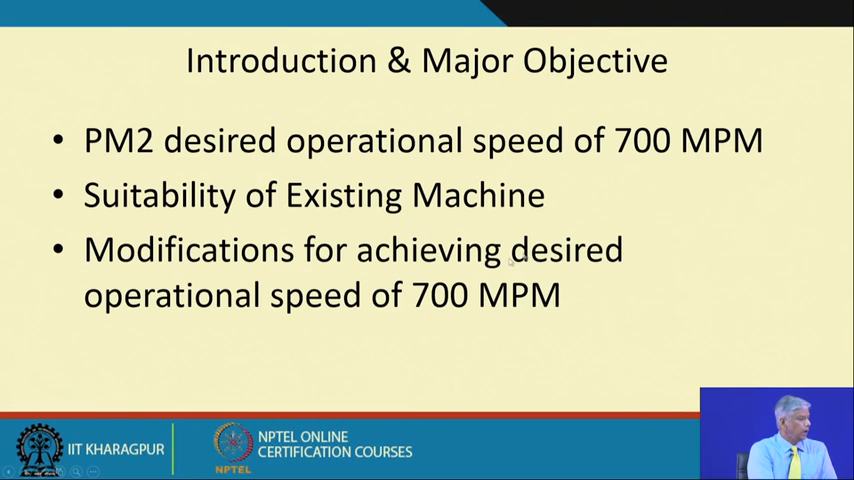 Introduction & Major Objective
• PM2 desired operational speed of 700 MPM
• Suitability of Existing Machine
• Modifications for achieving desired
operational speed of 700 MPM
IIT KHARAGPUR
NPTEL
NPTEL ONLINE
CERTIFICATION COURSES